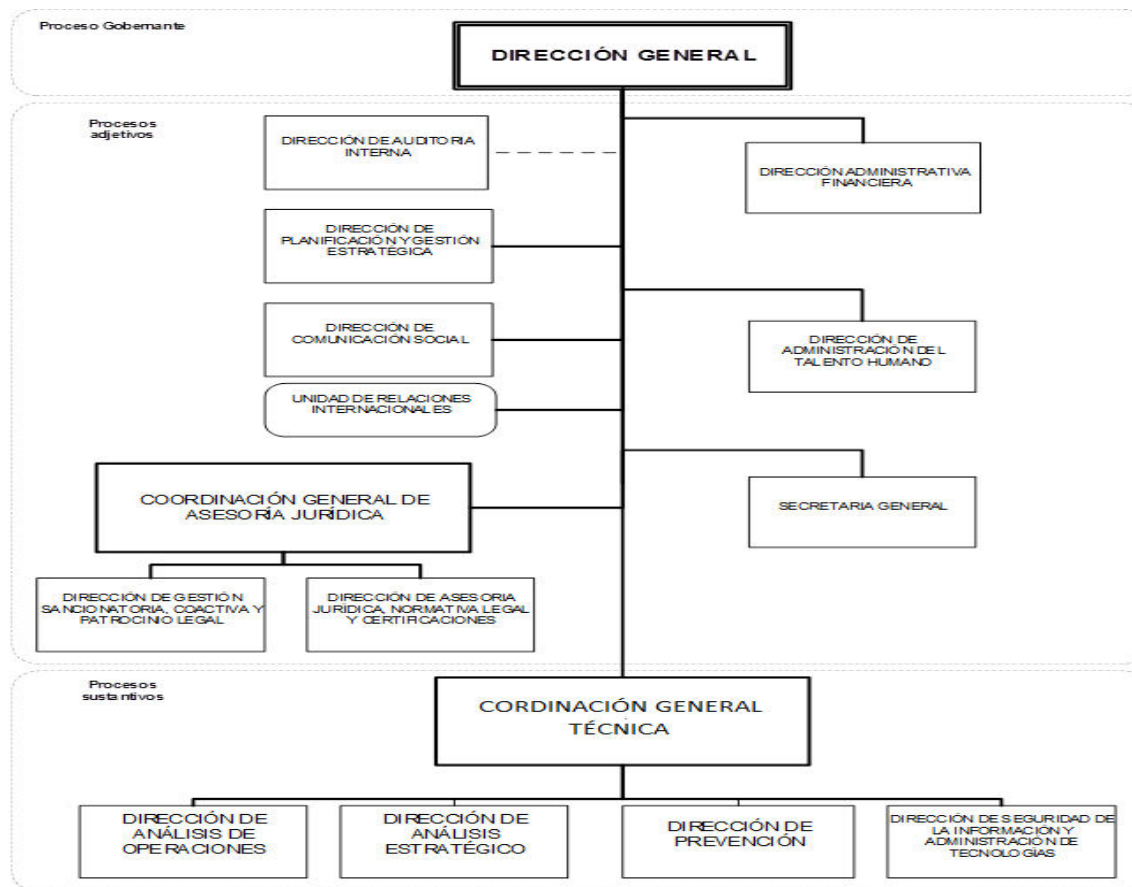 Proceso Gobernante
DIRECCIÓN GENERAL
Procesos
adjetivos
DIRECCIÓN DE AUDITORIA
INTERNA
DIRECCIÓN ADMINISTRATIVA
FINANCIERA
DIRECCIÓN DE
PLANIFICACIÓN Y GESTIÓN
ESTRATÉGICA
DIRECCIÓN DE
COMUNICACIÓN SOCIAL
DIRECCIÓN DE
ADMINISTRACIÓN DEL
TALENTO HUMANO
UNIDAD DE RELACIONES
INTERNACIONALES
COORDINACIÓN GENERAL DE
ASESORÍA JURÍDICA
SECRETARIA GENERAL
DIRECCIÓN DE GESTIÓN
SANCIONATORIA, COACTIVA Y
PATROCINIO LEGAL
DIRECCIÓN DE ASESORIA
JURÍDICA, NORMATIVA LEGAL
Y CERTIFICACIONES
Procesos
sustantivos
CORDINACIÓN GENERAL
TÉCNICA
DIRECCIÓN DE
ANÁLISIS DE
OPERACIONES
DIRECCIÓN DE
ANÁLISIS
ESTRATÉGICO
DIRECCIÓN DE
PREVENCIÓN
DIRECCIÓN DE SEGURIDAD DE
LA INFORMACIÓN Y
ADMINISTRACIÓN DE
TECNOLOGÍAS